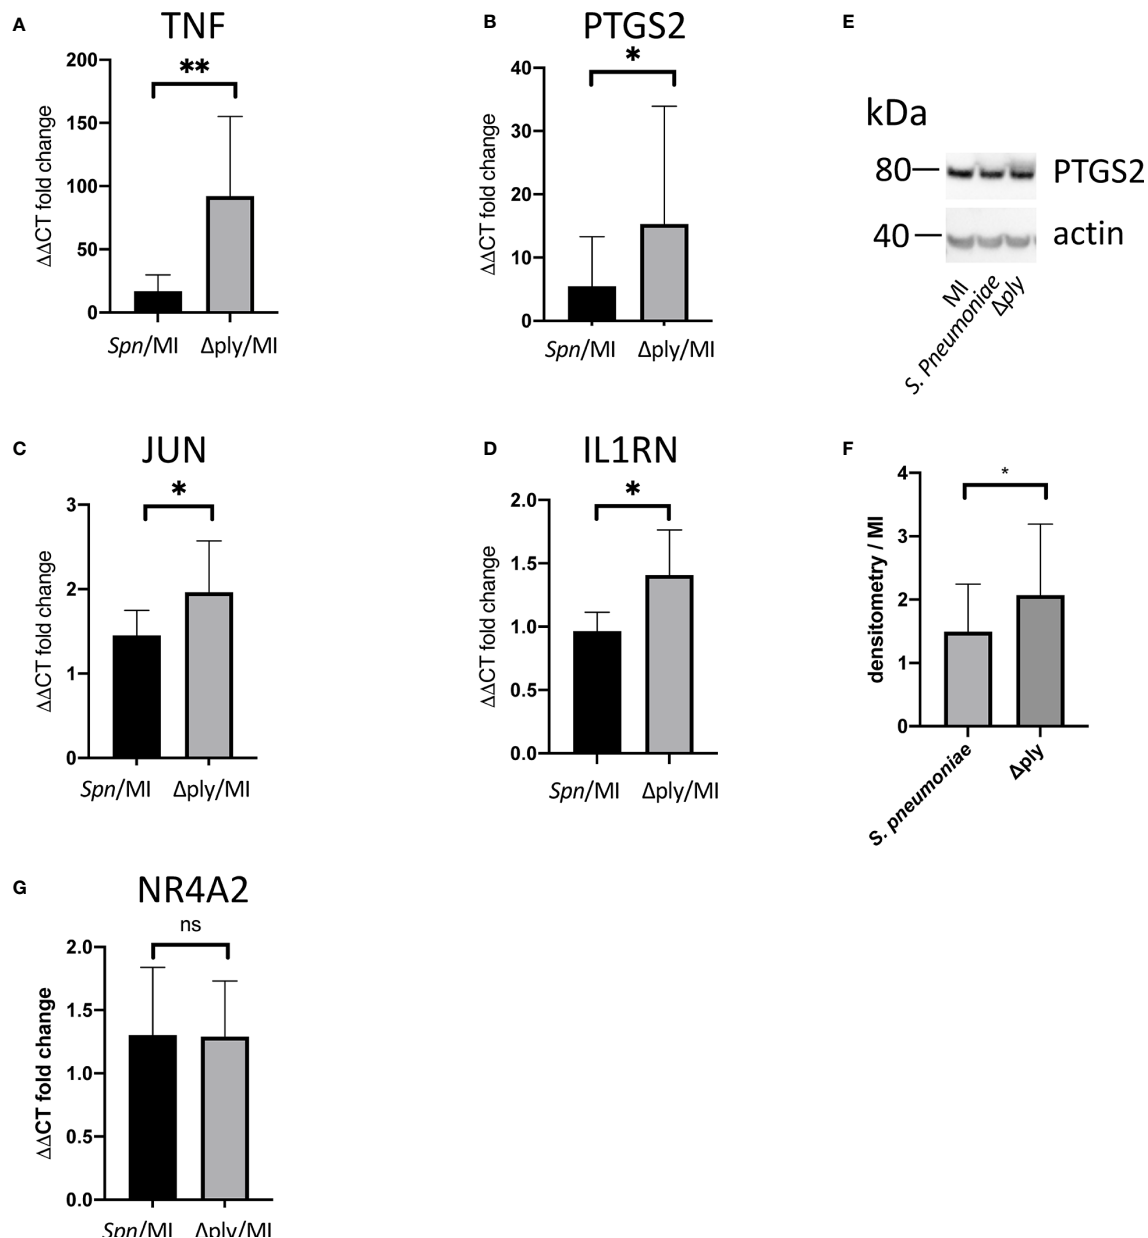 A
TNF
**
200
150
100
50
0
ΔΔCT fold change
Spn/MI
Δply/MI
B
PTGS2
*
40
30
20
10
0
ΔΔCT fold change
Spn/MI
Δply/MI
E
kDa
80
PTGS2
40
actin
MI
S. Pneumoniae
Δply
C
JUN
*
3
2
1
0
ΔΔCT fold change
Spn/MI
Δply/MI
D
IL1RN
*
2.0
1.5
1.0
0.5
0.0
ΔΔCT fold change
Spn/MI
Δply/MI
F
*
4
3
2
1
0
densitometry / MI
S. pneumoniae
Δply
G
NR4A2
ns
2.0
1.5
1.0
0.5
0.0
ΔΔCT fold change
Spn/MI
Δply/MI